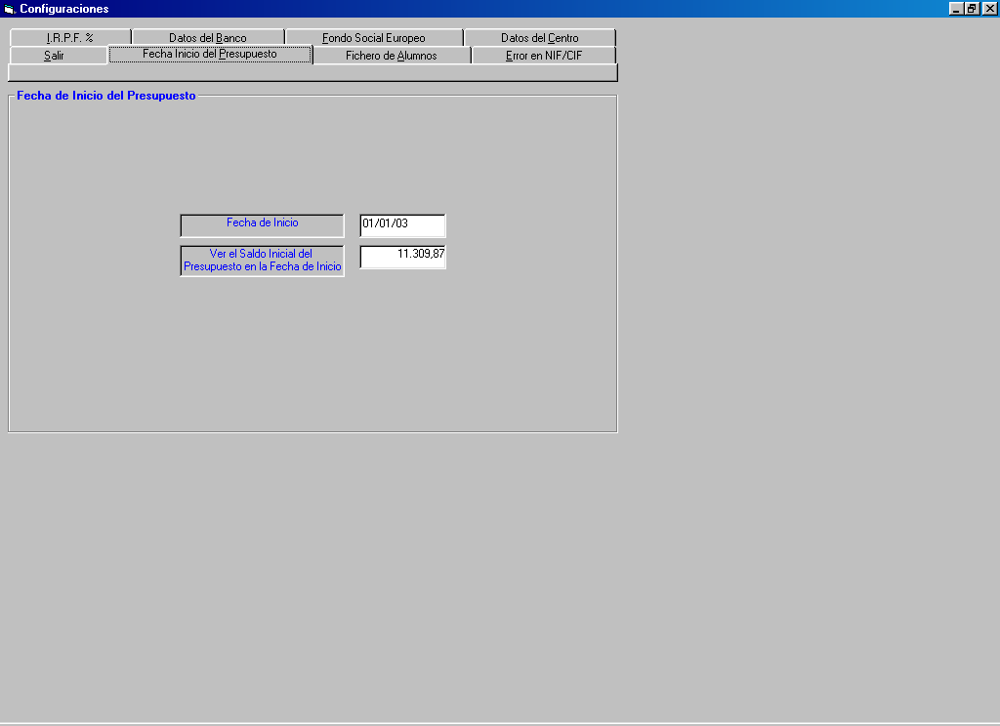 Configuraciones
I.R.P.F. %
Datos del Banco
Fondo Social Europeo
Datos del Centro
Salir
Fecha Inicio del Presupuesto
Fichero de Alumnos
Error en NIF/CIF
Fecha de Inicio del Presupuesto
Fecha de Inicio
01/01/03
Ver el Saldo Inicial del
Presupuesto en la Fecha de Inicio
11.309,87